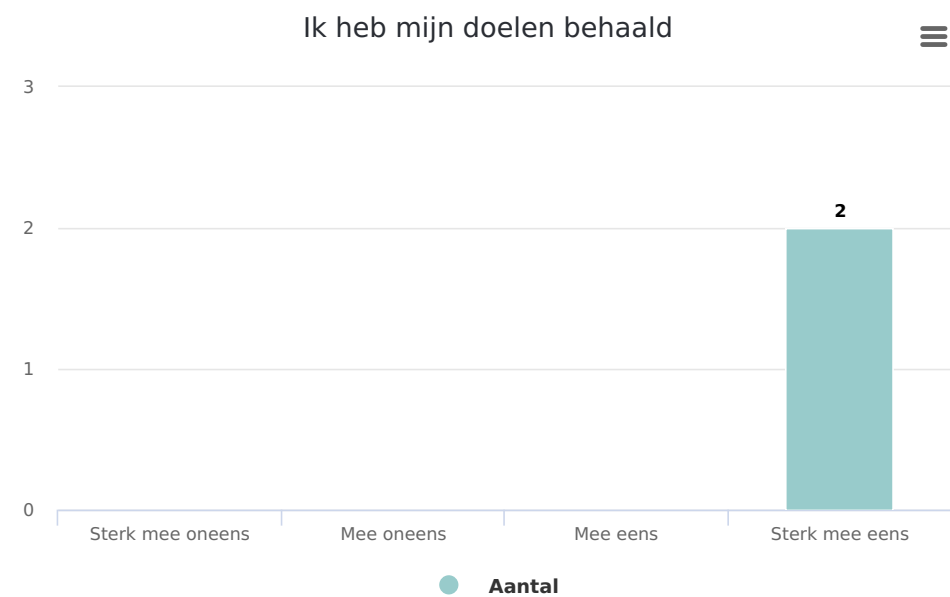 Ik heb mijn doelen behaald
3
2
2
1
0
Sterk mee oneens
Mee oneens
Mee eens
Sterk mee eens
Aantal